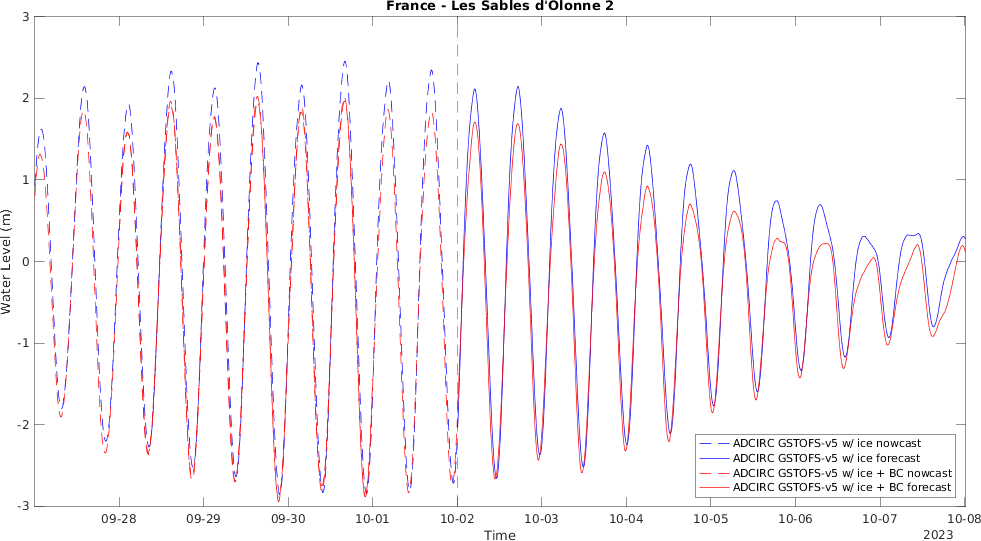 France - Les Sables d'Olonne 2
3
2
1
0
-1
-2
-3
Water Level (m)
ADCIRC GSTOFS-v5 w/ ice nowcast
ADCIRC GSTOFS-v5 w/ ice forecast
ADCIRC GSTOFS-v5 w/ ice + BC nowcast
ADCIRC GSTOFS-v5 w/ ice + BC forecast
09-28 09-29 09-30 10-01 10-02 10-03 10-04 10-05 10-06 10-07 10-08
Time
2023